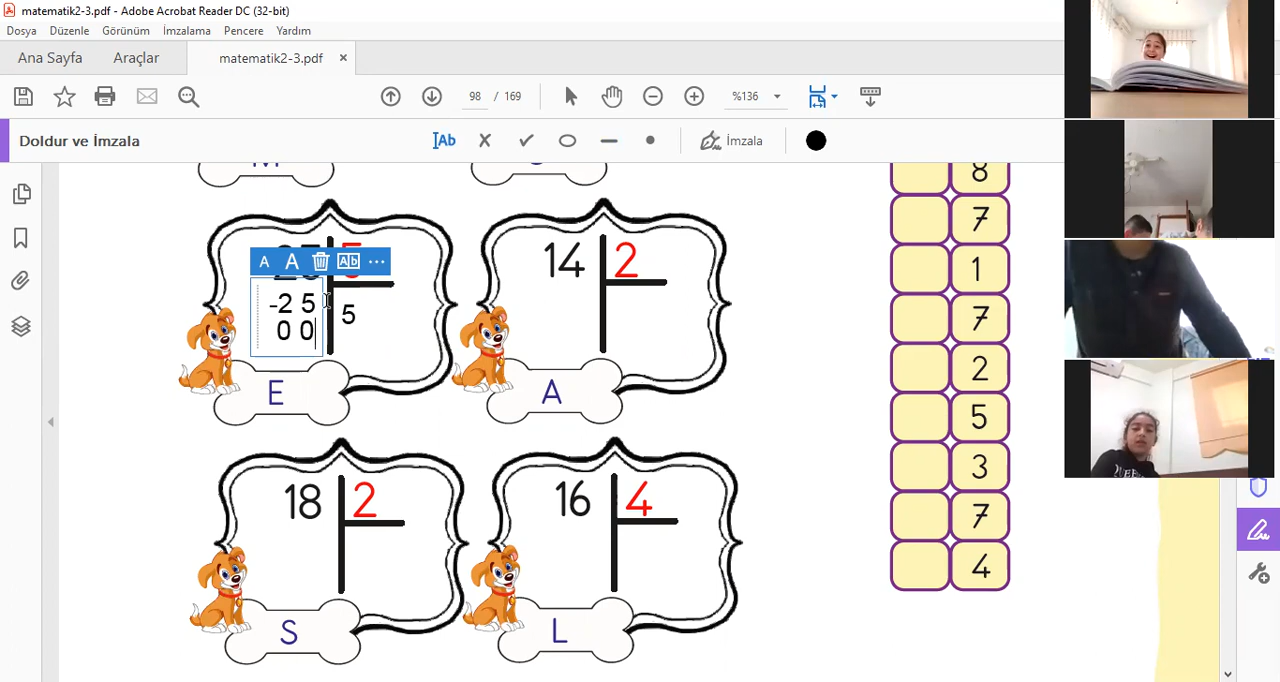 matematik2-3.pdf - Adobe Acrobat Reader DC (32-bit)
Dosya Düzenle Görünüm İmzalama Pencere Yardım
Ana Sayfa Araçlar matematik2-3.pdf ×
98 / 169 %136
Doldur ve İmzala Ab İmzala
8
7
A A Ab ...
14 2
1
-2 5
0 0
5
7
2
E A
5
3
18 2
16 4
7
4
S L